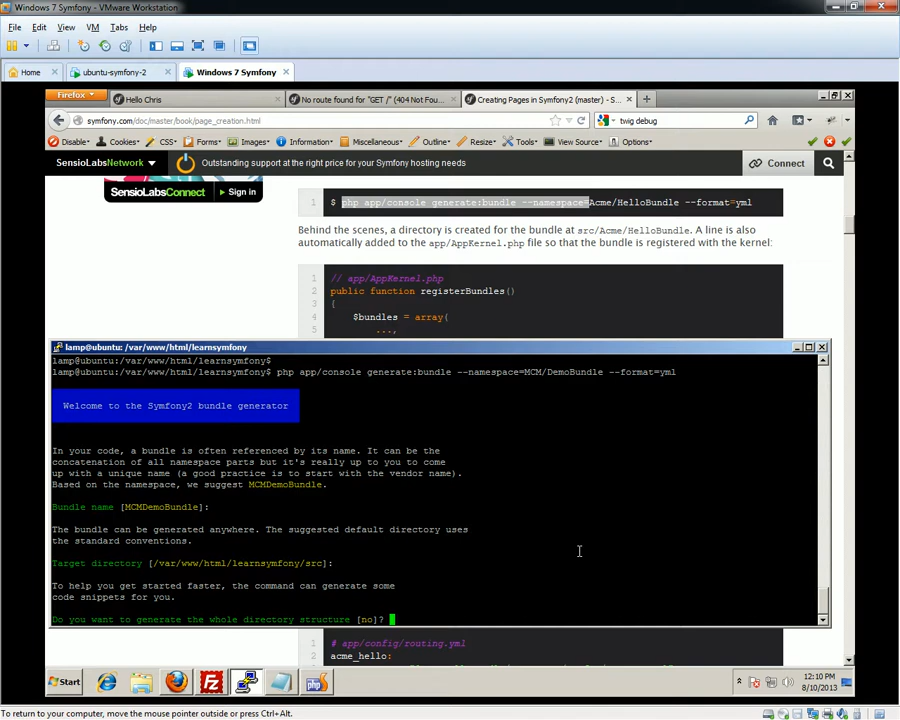 Windows 7 Symfony - VMware Workstation
File Edit View VM Tabs Help
Home ubuntu-symfony-2 Windows 7 Symfony
Firefox Hello Chris No route found for "GET /" (404 Not Fou... Creating Pages in Symfony2 (master) - S...
symfony.com/doc/master/book/page_creation.html twig debug
Disable Cookies CSS Forms Images Information Miscellaneous Outline Resize Tools View Source Options
SensioLabsNetwork Outstanding support at the right price for your Symfony hosting needs Connect
SensioLabsConnect Sign in
1 $ php app/console generate:bundle --namespace=Acme/HelloBundle --format=yml
Behind the scenes, a directory is created for the bundle at src/Acme/HelloBundle. A line is also
automatically added to the app/AppKernel.php file so that the bundle is registered with the kernel:
1 // app/AppKernel.php
2 public function registerBundles()
3 {
4 $bundles = array(
5 ...,
lamp@ubuntu: /var/www/html/learnsymfony
lamp@ubuntu:/var/www/html/learnsymfony$
lamp@ubuntu:/var/www/html/learnsymfony$ php app/console generate:bundle --namespace=MCM/DemoBundle --format=yml
Welcome to the Symfony2 bundle generator
In your code, a bundle is often referenced by its name. It can be the
concatenation of all namespace parts but it's really up to you to come
up with a unique name (a good practice is to start with the vendor name).
Based on the namespace, we suggest MCMDemoBundle.
Bundle name [MCMDemoBundle]:
The bundle can be generated anywhere. The suggested default directory uses
the standard conventions.
Target directory [/var/www/html/learnsymfony/src]:
To help you get started faster, the command can generate some
code snippets for you.
Do you want to generate the whole directory structure [no]?
1 # app/config/routing.yml
2 acme_hello:
Start 12:10 PM
8/10/2013
To return to your computer, move the mouse pointer outside or press Ctrl+Alt.